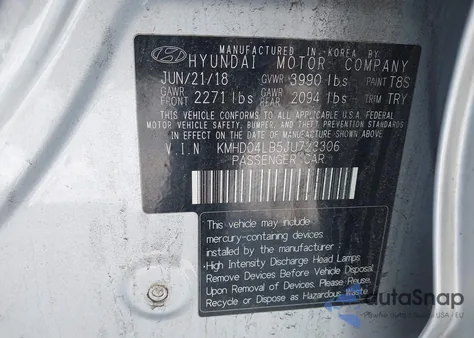 MANUFACTURED IN KOREA BY
HYUNDAI MOTOR COMPANY
JUN/21/18 GVWR 3990 lbs PAINT T8S
GAWR FRONT 2271 lbs GAWR REAR 2094 lbs TRIM TRY
THIS VEHICLE CONFORMS TO ALL APPLICABLE U.S.A. FEDERAL
MOTOR VEHICLE SAFETY, BUMPER, AND THEFT PREVENTION
STANDARDS IN EFFECT ON THE DATE OF MANUFACTURE
SHOWN ABOVE.
V.I.N KMHD04LB5JU723306
PASSENGER CAR
This vehicle may include
mercury-containing devices
installed by the manufacturer :
High Intensity Discharge Head Lamps
Remove Devices Before Vehicle Disposal
Upon Removal of Devices, Please Reuse,
Recycle or Dispose as Hazardous Waste.
autoSnap